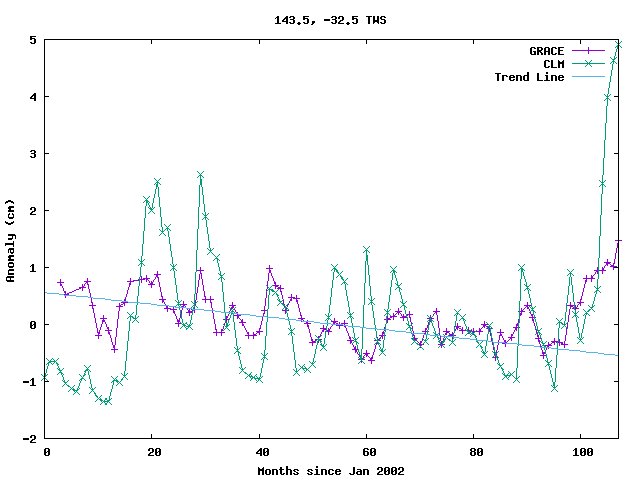 143.5, -32.5 TWS
GRACE
CLM
Trend Line
5
4
3
2
1
0
-1
-2
Anomaly (cm)
0 20 40 60 80 100
Months since Jan 2002